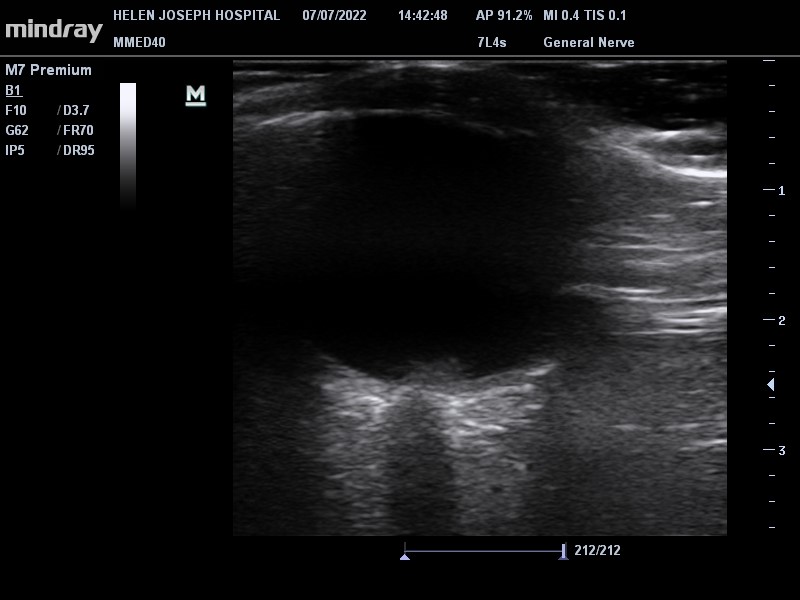 mindray
HELEN JOSEPH HOSPITAL 07/07/2022 14:42:48 AP 91.2% MI 0.4 TIS 0.1
MMED40 7L4s General Nerve
M7 Premium
B1
F10 /D3.7
G62 /FR70
IP5 /DR95
M
1
2
3
212/212